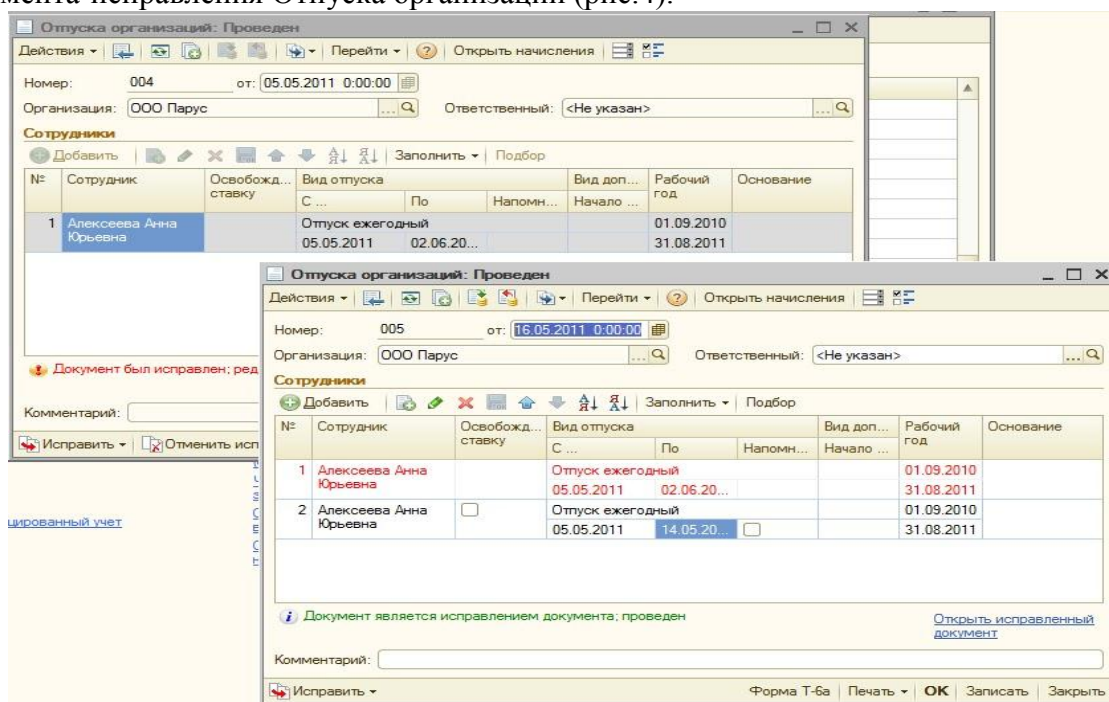 мента-исправления Отпуска организаций (рис.4).
Отпуска организаций: Проведен
Действия Перейти Открыть начисления
Номер: 004 от: 05.05.2011 0:00:00
Организация: ООО Парус ... Ответственный: <Не указан> ...
Сотрудники
Добавить Заполнить Подбор
№ Сотрудник Освобожд... Вид отпуска Вид доп... Рабочий Основание
ставку С ... По Напомн... Начало ... год
1 Алексеева Анна Отпуск ежегодный 01.09.2010
Юрьевна 05.05.2011 02.06.20... 31.08.2011
Документ был исправлен; ред
Комментарий:
Исправить Отменить исп
цированный учет
Отпуска организаций: Проведен
Действия Перейти Открыть начисления
Номер: 005 от: 16.05.2011 0:00:00
Организация: ООО Парус ... Ответственный: <Не указан> ...
Сотрудники
Добавить Заполнить Подбор
№ Сотрудник Освобожд... Вид отпуска Вид доп... Рабочий Основание
ставку С ... По Напомн... Начало ... год
1 Алексеева Анна Отпуск ежегодный 01.09.2010
Юрьевна 05.05.2011 02.06.20... 31.08.2011
2 Алексеева Анна Отпуск ежегодный 01.09.2010
Юрьевна 05.05.2011 14.05.20... 31.08.2011
Документ является исправлением документа; проведен Открыть исправленный
документ
Комментарий:
Исправить Форма Т-6а Печать OK Записать Закрыть